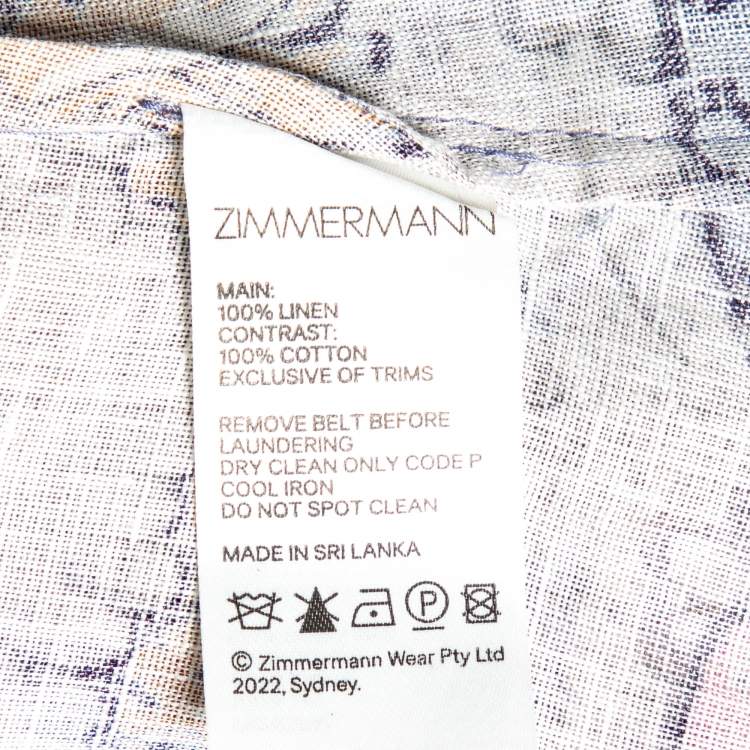 ZIMMERMANN
MAIN:
100% LINEN
CONTRAST:
100% COTTON
EXCLUSIVE OF TRIMS
REMOVE BELT BEFORE
LAUNDERING
DRY CLEAN ONLY CODE P
COOL IRON
DO NOT SPOT CLEAN
MADE IN SRI LANKA
P
© Zimmermann Wear Pty Ltd
2022, Sydney.